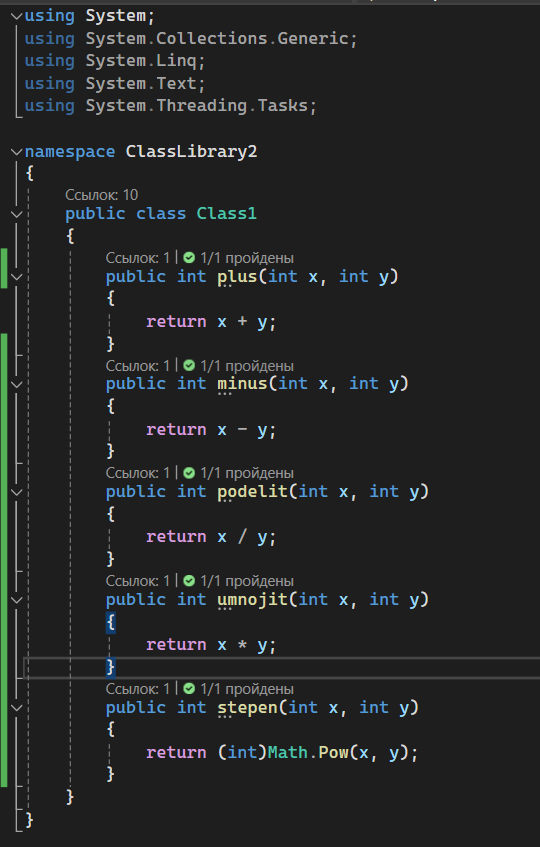 using System;
using System.Collections.Generic;
using System.Linq;
using System.Text;
using System.Threading.Tasks;
namespace ClassLibrary2
{
Ссылок: 10
public class Class1
{
Ссылок: 1 | 1/1 пройдены
public int plus(int x, int y)
{
return x + y;
}
Ссылок: 1 | 1/1 пройдены
public int minus(int x, int y)
{
return x - y;
}
Ссылок: 1 | 1/1 пройдены
public int podelit(int x, int y)
{
return x / y;
}
Ссылок: 1 | 1/1 пройдены
public int umnojit(int x, int y)
{
return x * y;
}
Ссылок: 1 | 1/1 пройдены
public int stepen(int x, int y)
{
return (int)Math.Pow(x, y);
}
}
}